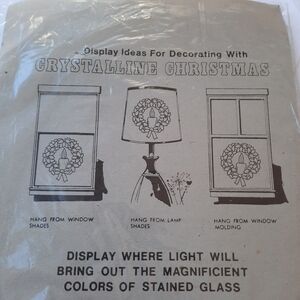 Display Ideas For Decorating With
CRYSTALLINE CHRISTMAS
HANG FROM WINDOW
SHADES
HANG FROM LAMP
SHADES
HANG FROM WINDOW
MOLDING
DISPLAY WHERE LIGHT WILL
BRING OUT THE MAGNIFICENT
COLORS OF STAINED GLASS